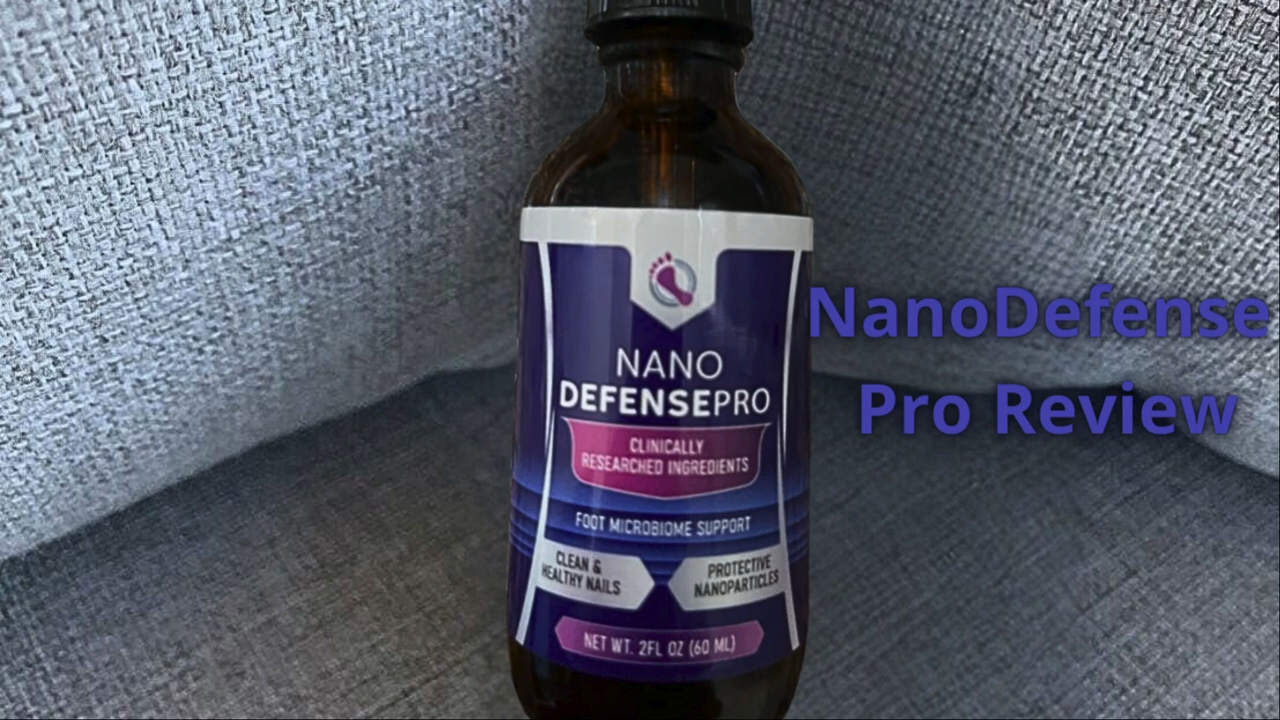 NANO
DEFENSEPRO
CLINICALLY
RESEARCHED INGREDIENTS
FOOT MICROBIOME SUPPORT
CLEAN &
HEALTHY NAILS
PROTECTIVE
NANOPARTICLES
NET WT. 2FL OZ (60 ML)
NanoDefense
Pro Review